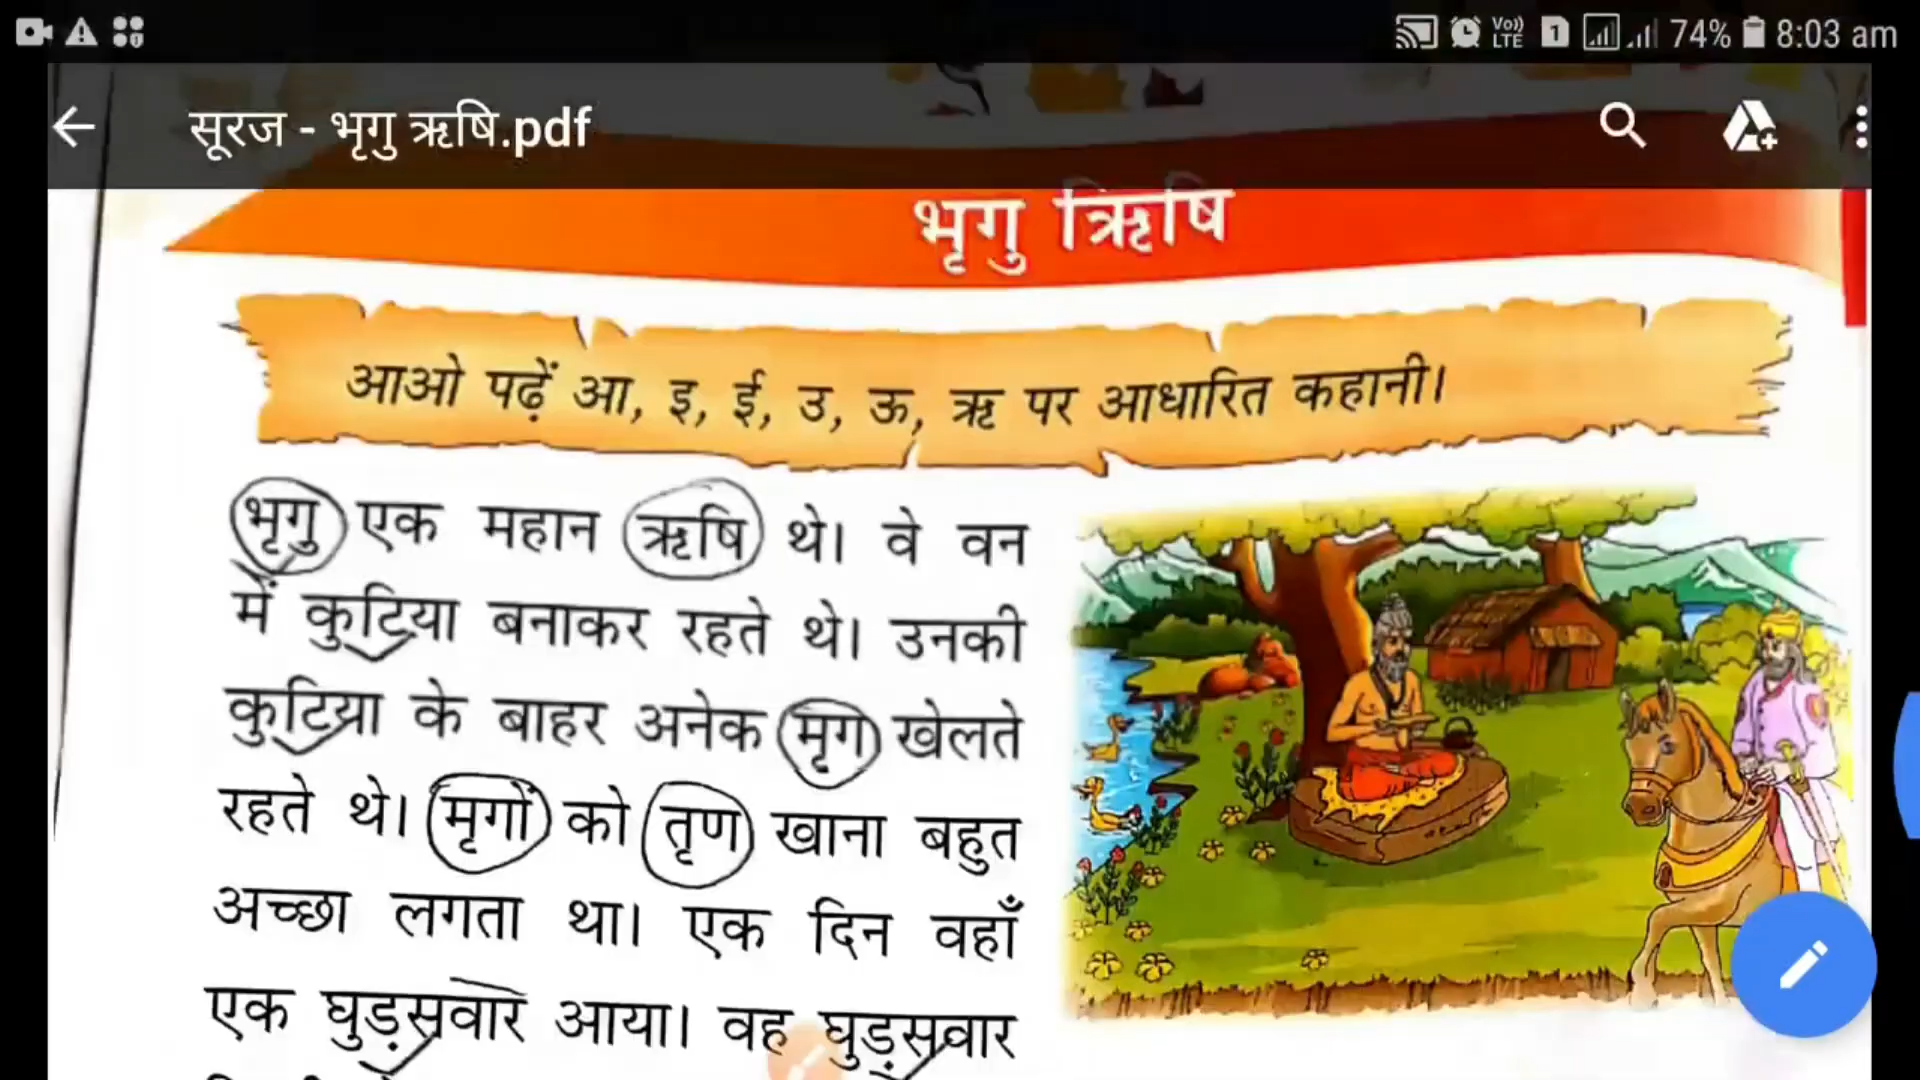 74% 8:03 am
सूरज - भृगु ऋषि.pdf
भृगु ऋिषि
आओ पढ़ें आ, इ, ई, उ, ऊ, ऋ पर आधारित कहानी।
भृगु एक महान ऋषि थे। वे वन
में कुटिया बनाकर रहते थे। उनकी
कुटिया के बाहर अनेक मृग खेलते
रहते थे। मृगों को तृण खाना बहुत
अच्छा लगता था। एक दिन वहाँ
एक घुड़सवार आया। वह घुड़सवार